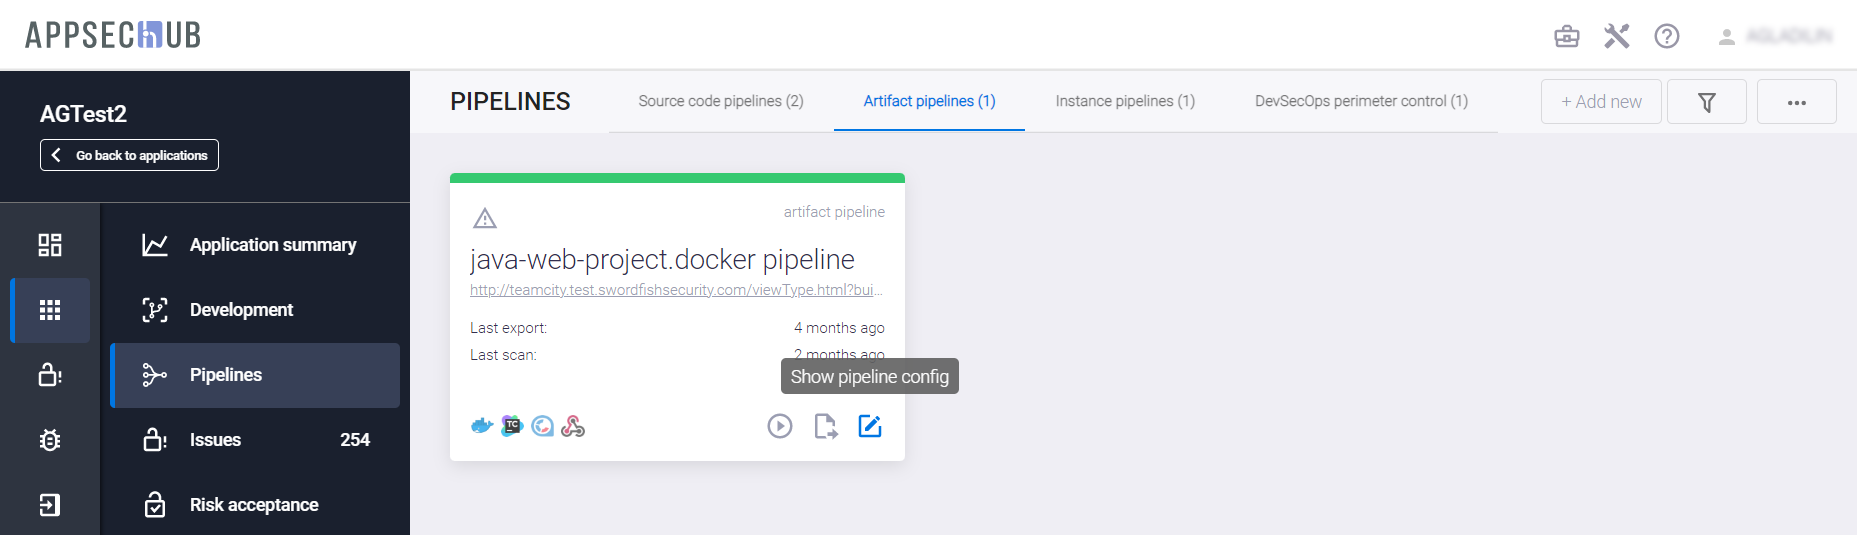 APPSECHUB
AGTest2
Go back to applications
Application summary
Development
Pipelines
Issues 254
Risk acceptance
PIPELINES
Source code pipelines (2)
Artifact pipelines (1)
Instance pipelines (1)
DevSecOps perimeter control (1)
+ Add new
artifact pipeline
java-web-project.docker pipeline
http://teamcity.test.swordfishsecurity.com/viewType.html?bui...
Last export: 4 months ago
Last scan: 2 months ago
Show pipeline config
TC